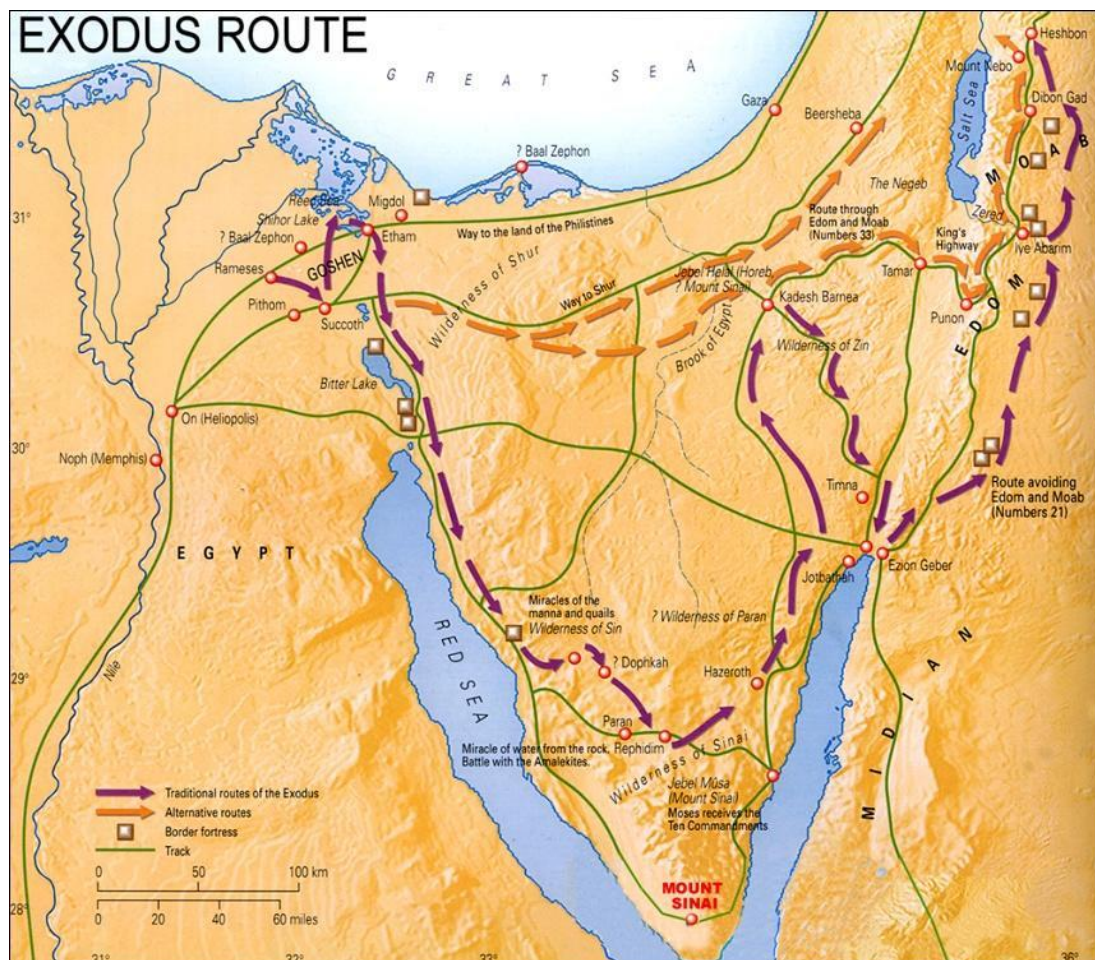 EXODUS ROUTE
GREAT SEA
Heshbon
Mount Nebo
Salt Sea
Dibon Gad
Gaza
Beersheba
MOAB
? Baal Zephon
Reed Sea
Migdol
31°
Shihor Lake
Etham
Way to the land of the Philistines
The Negeb
Route through
Edom and Moab
(Numbers 33)
Zered
King's
Highway
Iye Abarim
? Baal Zephon
GOSHEN
Rameses
Wilderness of Shur
Jebel Helal (Horeb,
? Mount Sinai)
Tamar
Pithom
Succoth
Way to Shur
Kadesh Barnea
Punon
EDOM
Brook of Egypt
Wilderness of Zin
Bitter Lake
On (Heliopolis)
30°
Noph (Memphis)
Timna
Route avoiding
Edom and Moab
(Numbers 21)
EGYPT
Jotbathah
Ezion Geber
Miracles of the
manna and quails
Wilderness of Sin
? Wilderness of Paran
RED SEA
MIDIAN
29°
Nile
? Dophkah
Hazeroth
Paran
Rephidim
Miracle of water from the rock.
Battle with the Amalekites.
Wilderness of Sinai
Jebel Mûsa
(Mount Sinai)
Moses receives the
Ten Commandments
Traditional routes of the Exodus
Alternative routes
Border fortress
Track
0 50 100 km
0 20 40 60 miles
MOUNT
SINAI
28°
31° 32° 33° 36°